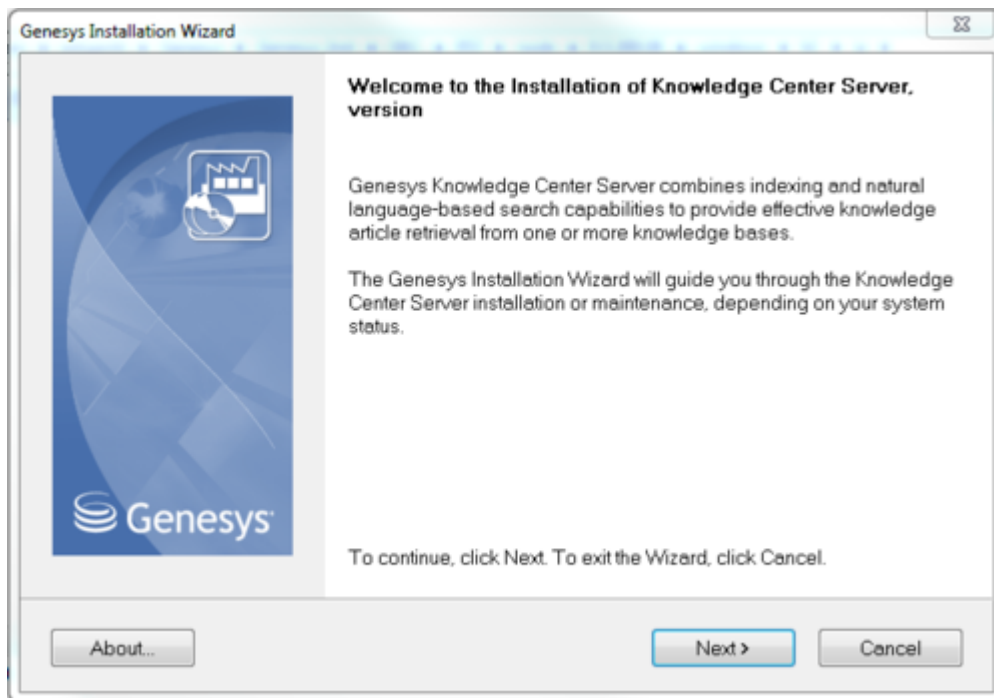 Genesys Installation Wizard
Welcome to the Installation of Knowledge Center Server,
version
Genesys Knowledge Center Server combines indexing and natural
language-based search capabilities to provide effective knowledge
article retrieval from one or more knowledge bases.
The Genesys Installation Wizard will guide you through the Knowledge
Center Server installation or maintenance, depending on your system
status.
Genesys
To continue, click Next. To exit the Wizard, click Cancel.
About...
Next >
Cancel